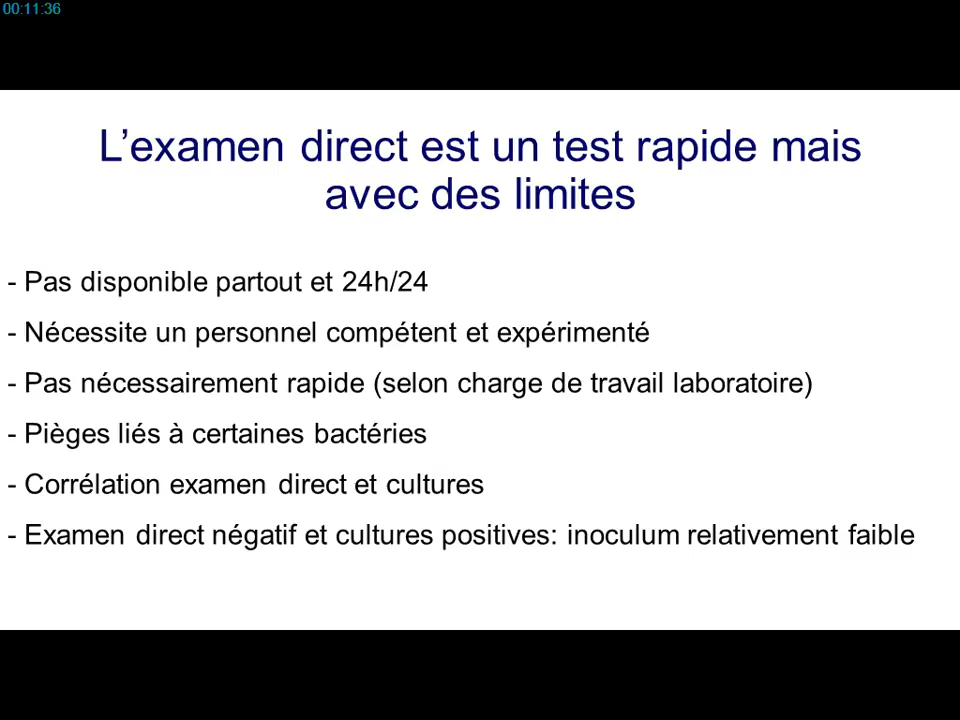 00:11:36
L’examen direct est un test rapide mais
avec des limites
- Pas disponible partout et 24h/24
- Nécessite un personnel compétent et expérimenté
- Pas nécessairement rapide (selon charge de travail laboratoire)
- Pièges liés à certaines bactéries
- Corrélation examen direct et cultures
- Examen direct négatif et cultures positives: inoculum relativement faible